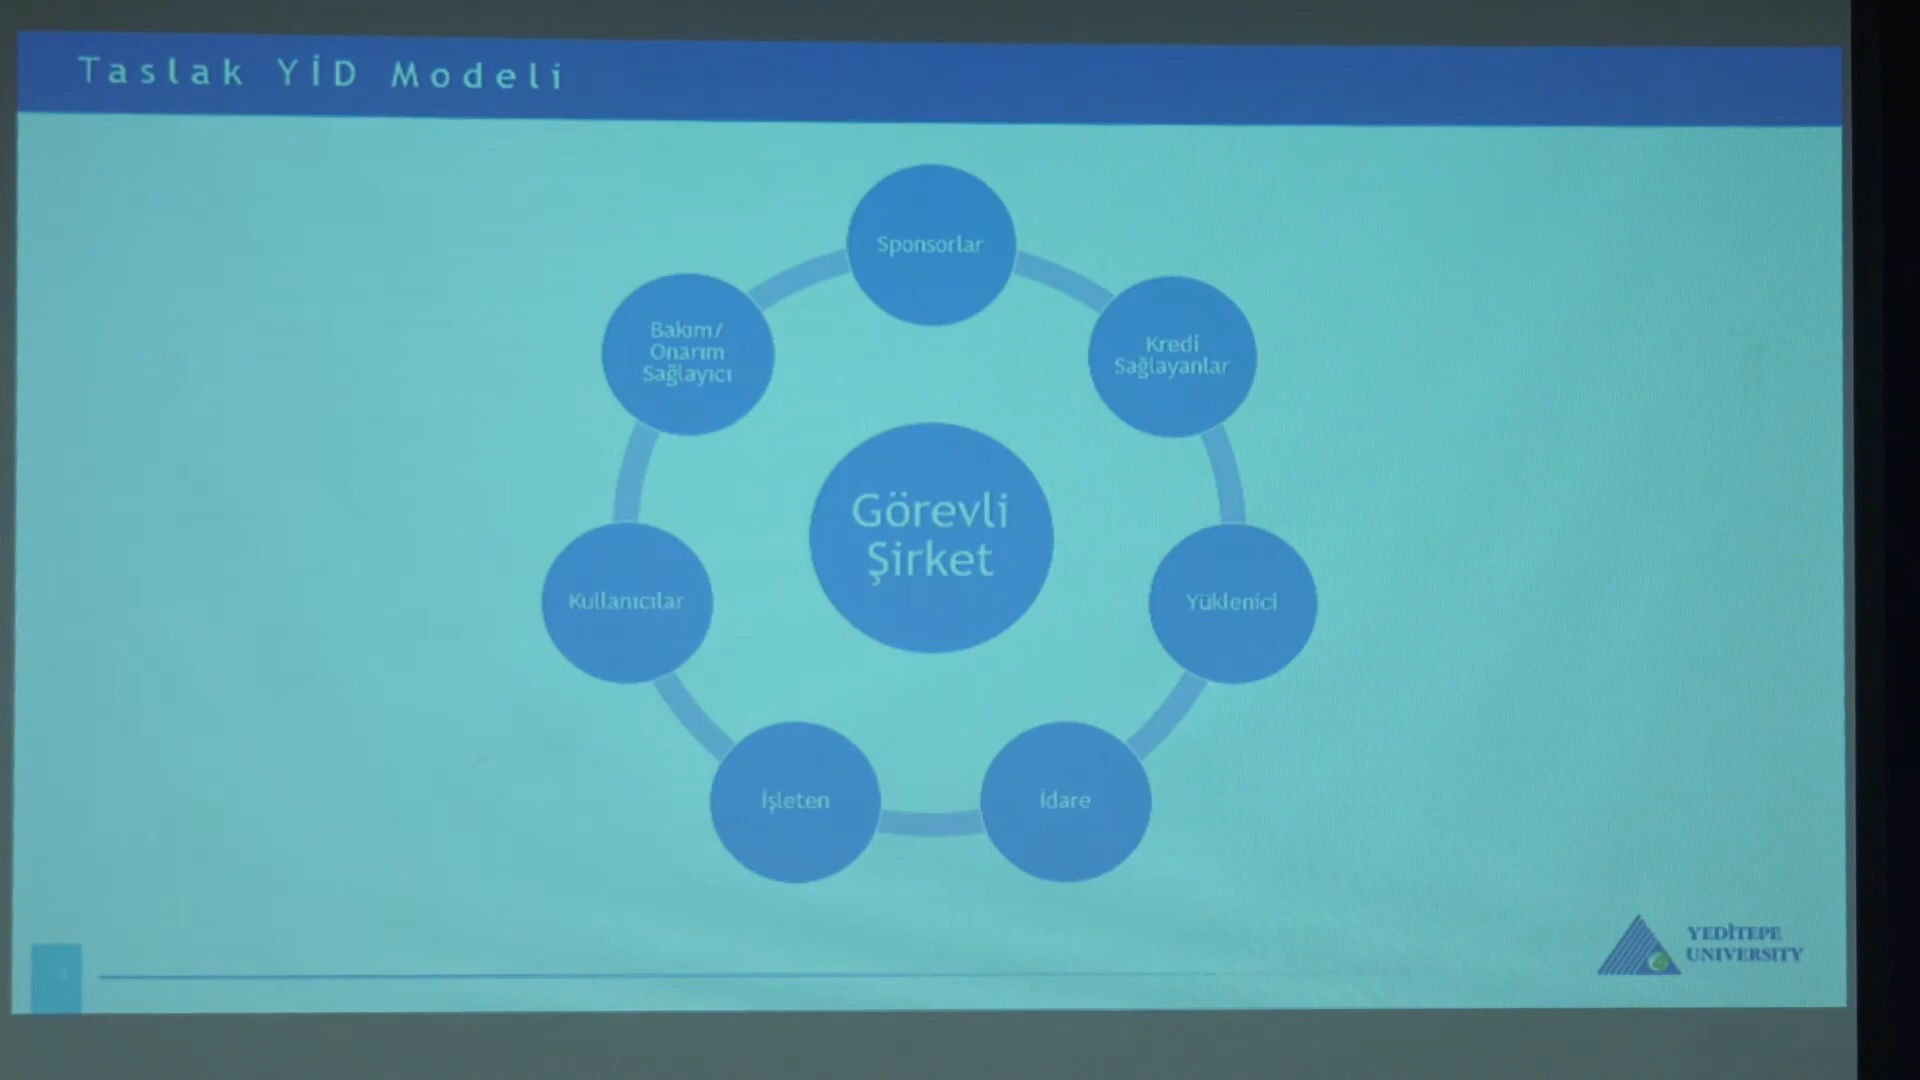 Taslak YİD Modeli
Sponsorlar
Kredi
Sağlayanlar
Yüklenici
İdare
İşleten
Kullanıcılar
Bakım/
Onarım
Sağlayıcı
Görevli
Şirket
YEDİTEPE
UNIVERSITY